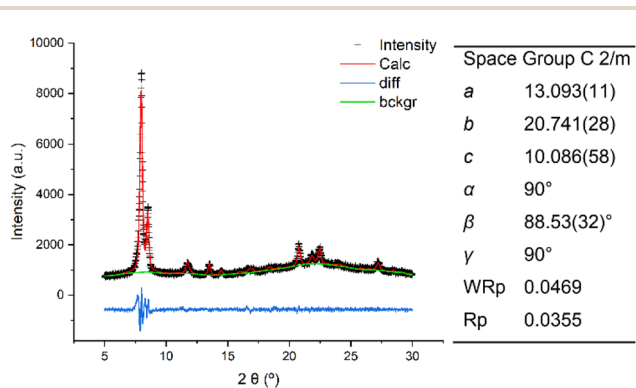 10000
8000
6000
4000
2000
0
Intensity (a.u.)
5
10
15
20
25
30
2 θ (º)
Intensity
Calc
diff
bckgr
Space Group C 2/m
a 13.093(11)
b 20.741(28)
c 10.086(58)
α 90°
β 88.53(32)°
γ 90°
WRp 0.0469
Rp 0.0355